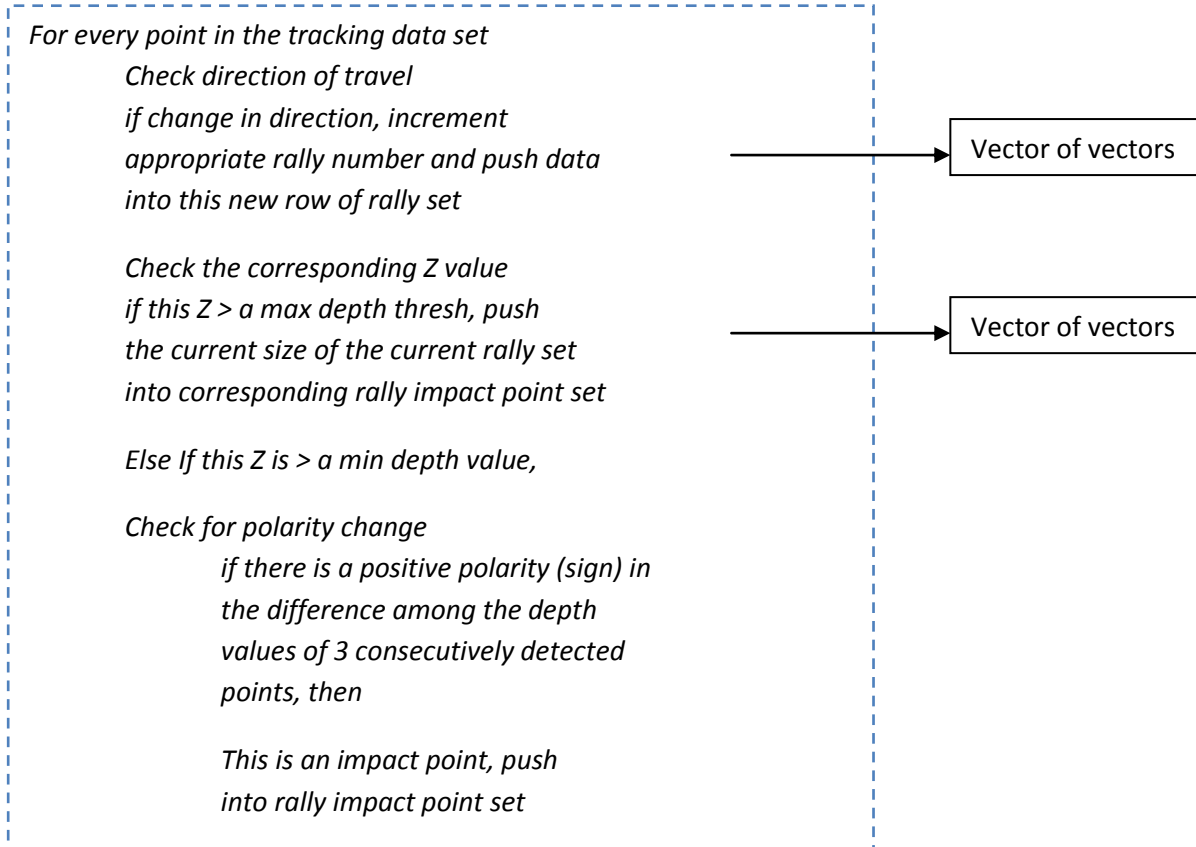 For every point in the tracking data set
Check direction of travel
if change in direction, increment
appropriate rally number and push data
into this new row of rally set
Vector of vectors
Check the corresponding Z value
if this Z > a max depth thresh, push
the current size of the current rally set
into corresponding rally impact point set
Vector of vectors
Else If this Z is > a min depth value,
Check for polarity change
if there is a positive polarity (sign) in
the difference among the depth
values of 3 consecutively detected
points, then
This is an impact point, push
into rally impact point set